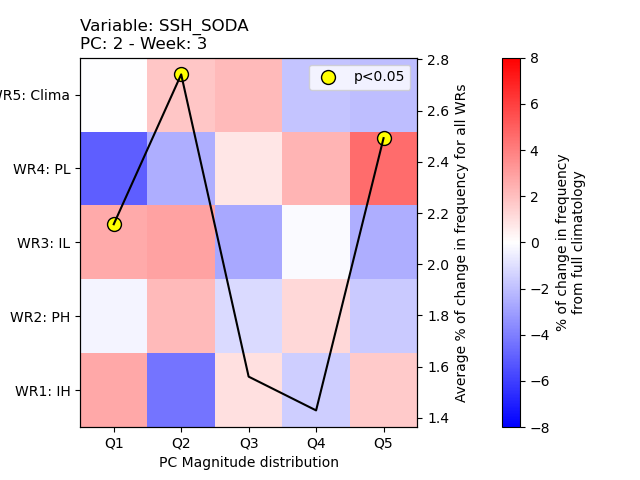 Variable: SSH_SODA
PC: 2 - Week: 3
p<0.05
WR5: Clima
WR4: PL
WR3: IL
WR2: PH
WR1: IH
Q1 Q2 Q3 Q4 Q5
PC Magnitude distribution
2.8
2.6
2.4
2.2
2.0
1.8
1.6
1.4
Average % of change in frequency for all WRs
8
6
4
2
0
−2
−4
−6
−8
% of change in frequency
from full climatology